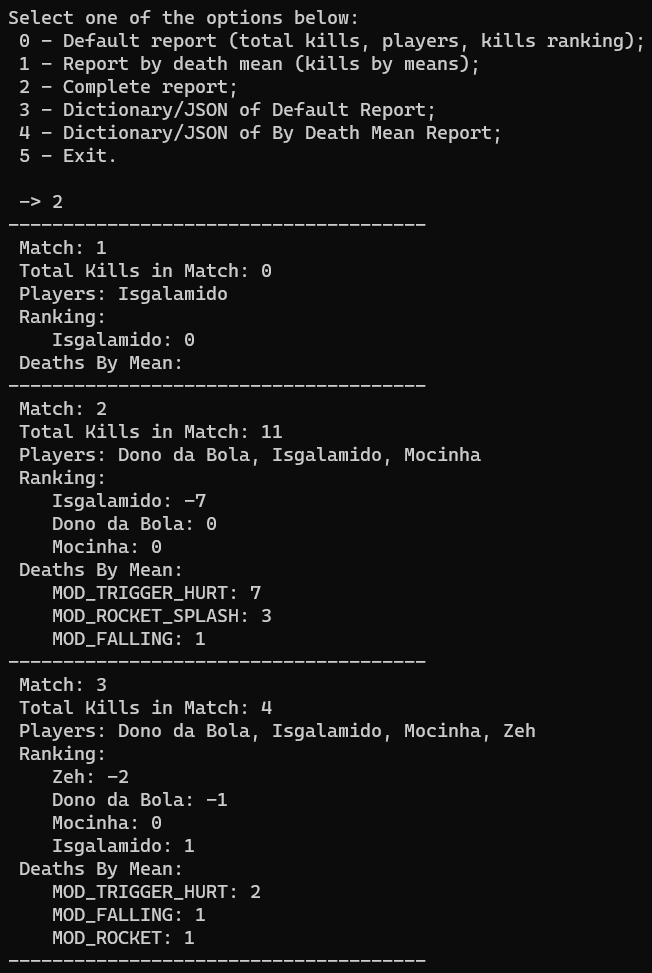 Select one of the options below:
0 - Default report (total kills, players, kills ranking);
1 - Report by death mean (kills by means);
2 - Complete report;
3 - Dictionary/JSON of Default Report;
4 - Dictionary/JSON of By Death Mean Report;
5 - Exit.
-> 2
--------------------------------------
Match: 1
Total Kills in Match: 0
Players: Isgalamido
Ranking:
Isgalamido: 0
Deaths By Mean:
--------------------------------------
Match: 2
Total Kills in Match: 11
Players: Dono da Bola, Isgalamido, Mocinha
Ranking:
Isgalamido: -7
Dono da Bola: 0
Mocinha: 0
Deaths By Mean:
MOD_TRIGGER_HURT: 7
MOD_ROCKET_SPLASH: 3
MOD_FALLING: 1
--------------------------------------
Match: 3
Total Kills in Match: 4
Players: Dono da Bola, Isgalamido, Mocinha, Zeh
Ranking:
Zeh: -2
Dono da Bola: -1
Mocinha: 0
Isgalamido: 1
Deaths By Mean:
MOD_TRIGGER_HURT: 2
MOD_FALLING: 1
MOD_ROCKET: 1
--------------------------------------